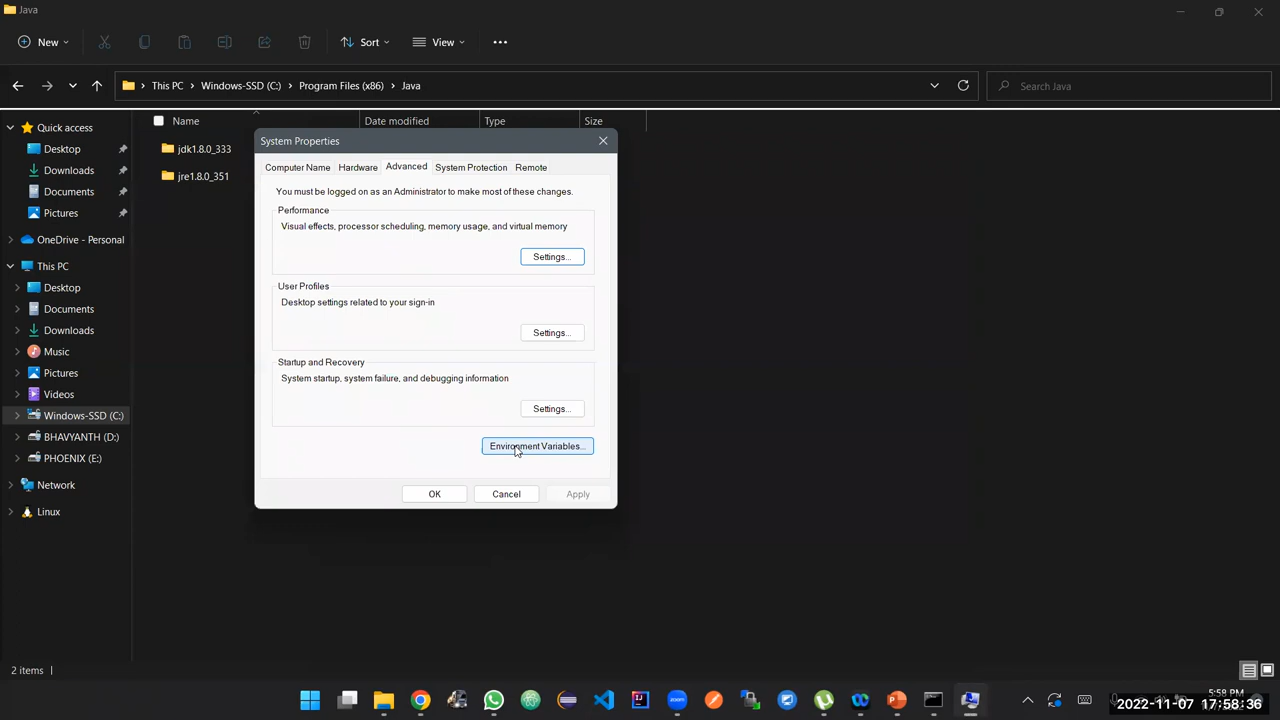 Java
New
Sort
View
This PC
Windows-SSD (C:)
Program Files (x86)
Java
Search Java
Name
Date modified
Type
Size
Quick access
Desktop
Downloads
Documents
Pictures
OneDrive - Personal
This PC
Desktop
Documents
Downloads
Music
Pictures
Videos
Windows-SSD (C:)
BHAVYANTH (D:)
PHOENIX (E:)
Network
Linux
jdk1.8.0_333
jre1.8.0_351
System Properties
Computer Name
Hardware
Advanced
System Protection
Remote
You must be logged on as an Administrator to make most of these changes.
Performance
Visual effects, processor scheduling, memory usage, and virtual memory
Settings...
User Profiles
Desktop settings related to your sign-in
Settings...
Startup and Recovery
System startup, system failure, and debugging information
Settings...
Environment Variables...
OK
Cancel
Apply
2 items
5:58 PM
2022-11-07 17:58:36